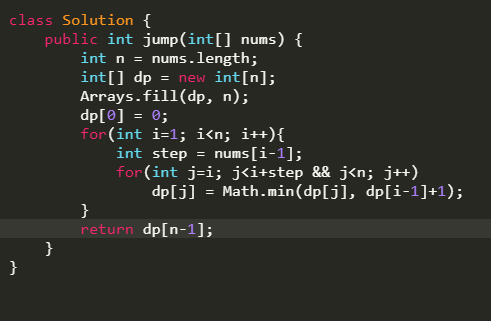 class Solution {
    public int jump(int[] nums) {
        int n = nums.length;
        int[] dp = new int[n];
        Arrays.fill(dp, n);
        dp[0] = 0;
        for(int i=1; i<n; i++){
            int step = nums[i-1];
            for(int j=i; j<i+step && j<n; j++)
                dp[j] = Math.min(dp[j], dp[i-1]+1);
        }
        return dp[n-1];
    }
}